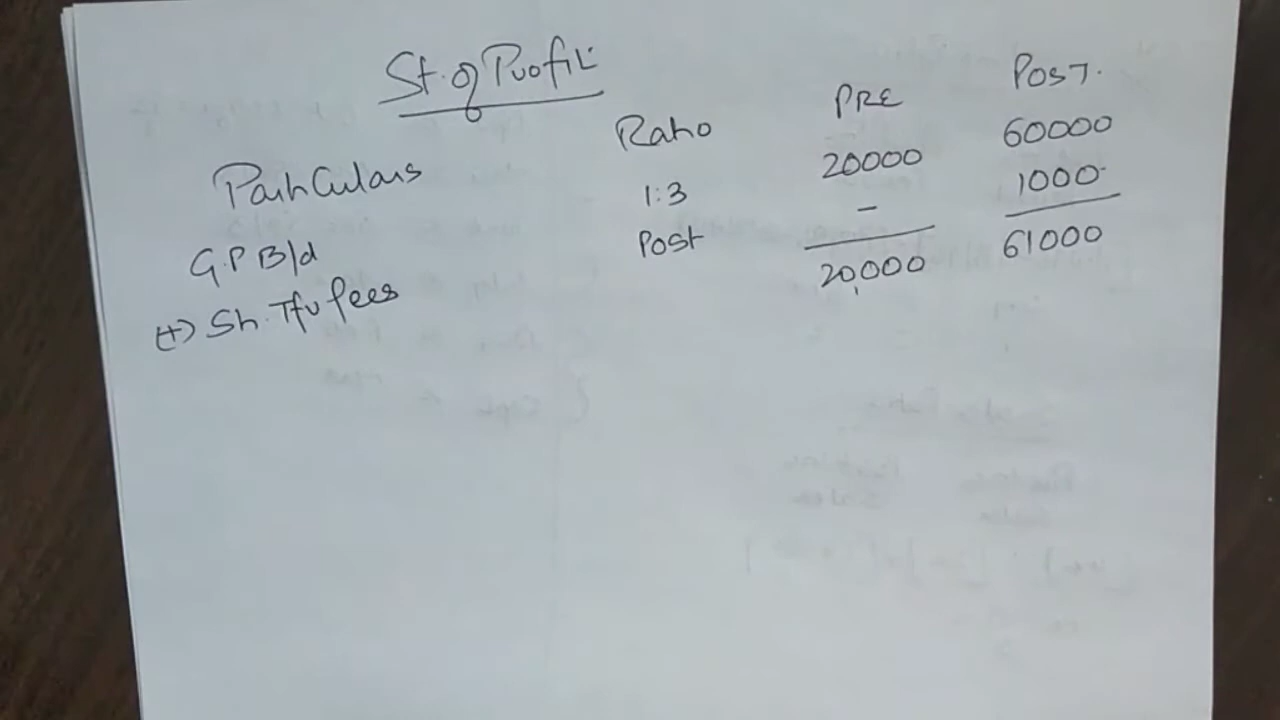 St. of Profit
Particulars Ratio PRE POST.
G.P B/d 1:3 20000 60000
(+) Sh. Tfr fees Post - 1000
20,000 61000